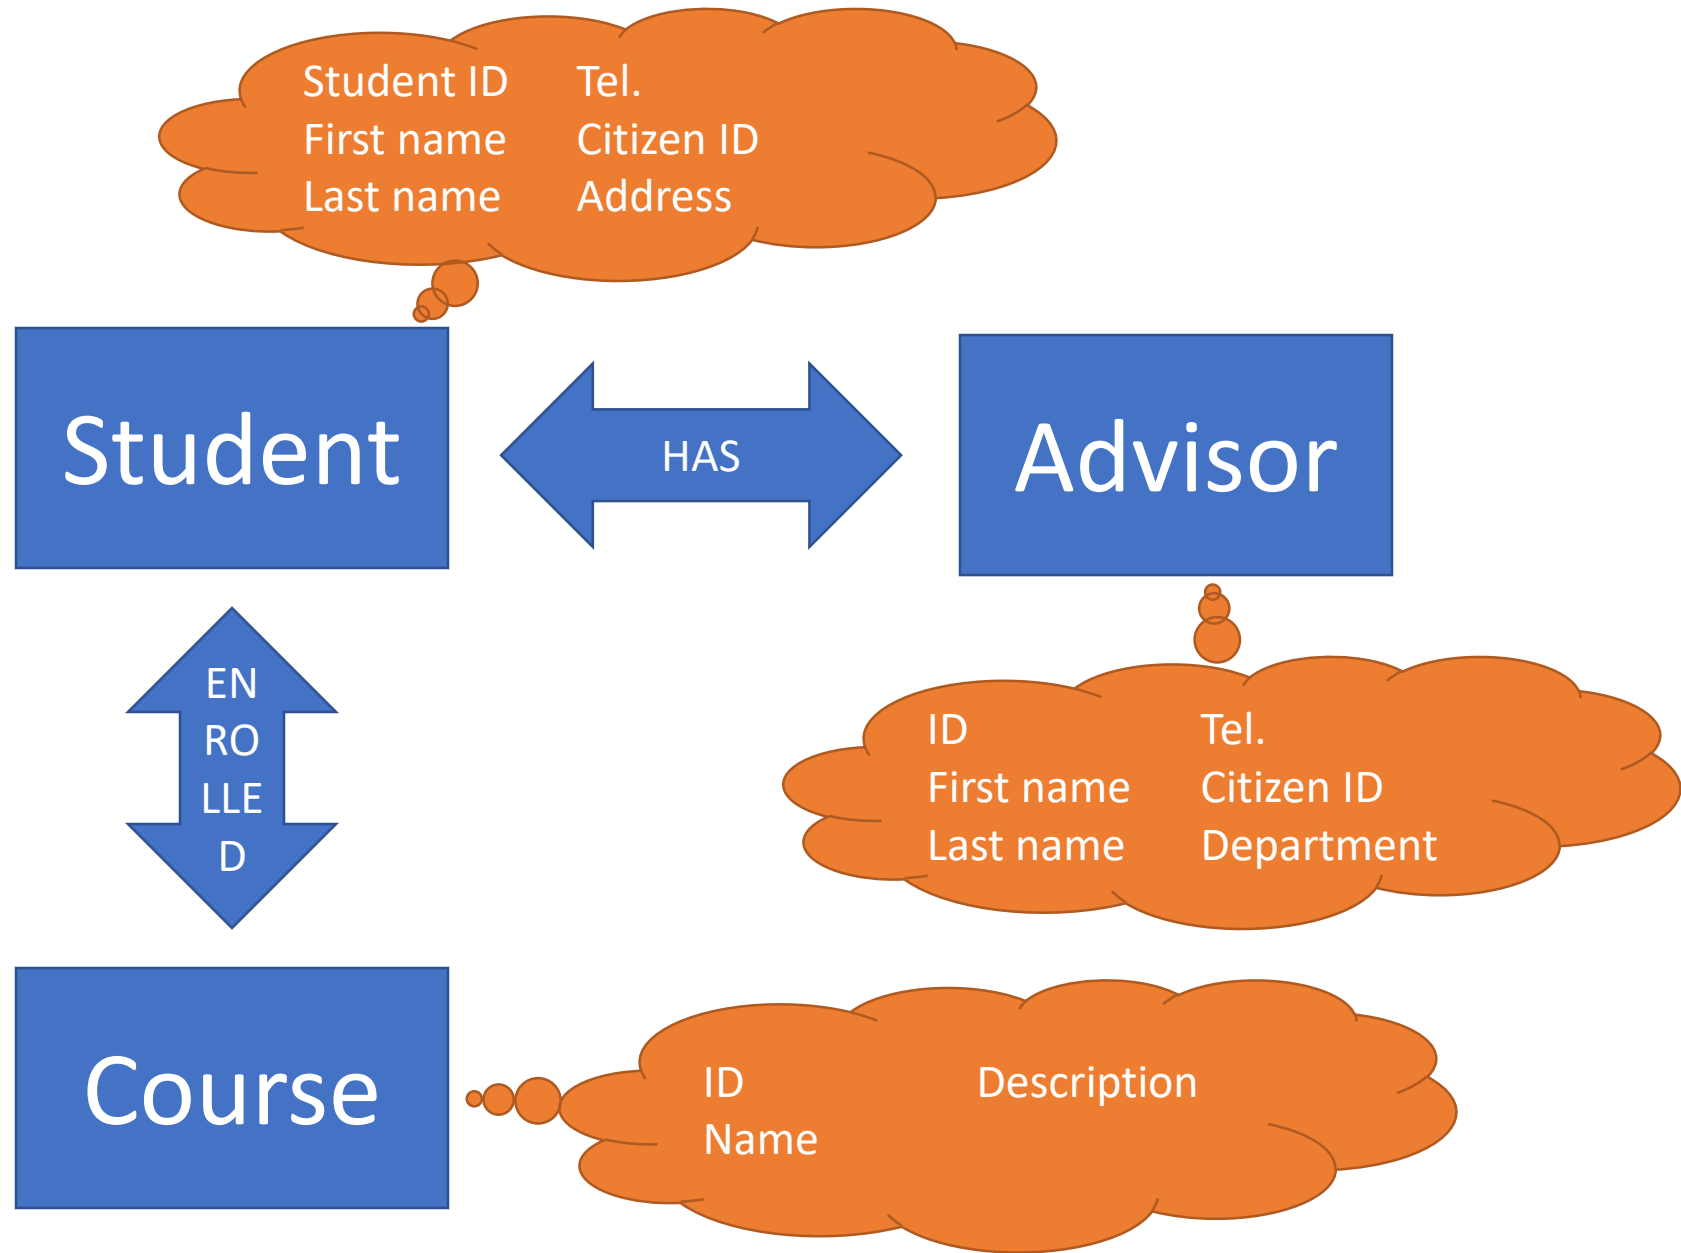 Student ID Tel.
First name Citizen ID
Last name Address
Student
HAS
Advisor
EN
RO
LLE
D
ID Tel.
First name Citizen ID
Last name Department
Course
ID Description
Name